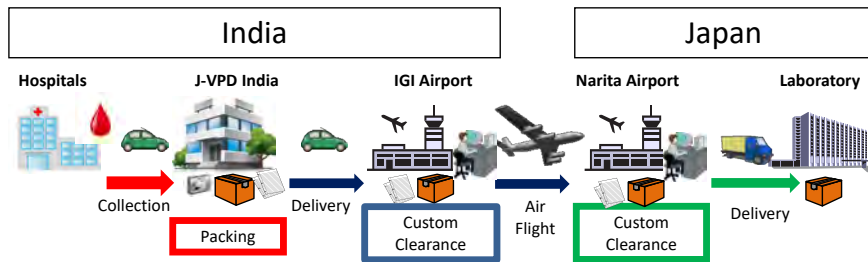 India
Japan
Hospitals
J-VPD India
IGI Airport
Narita Airport
Laboratory
Collection
Delivery
Air
Flight
Delivery
Packing
Custom
Clearance
Custom
Clearance